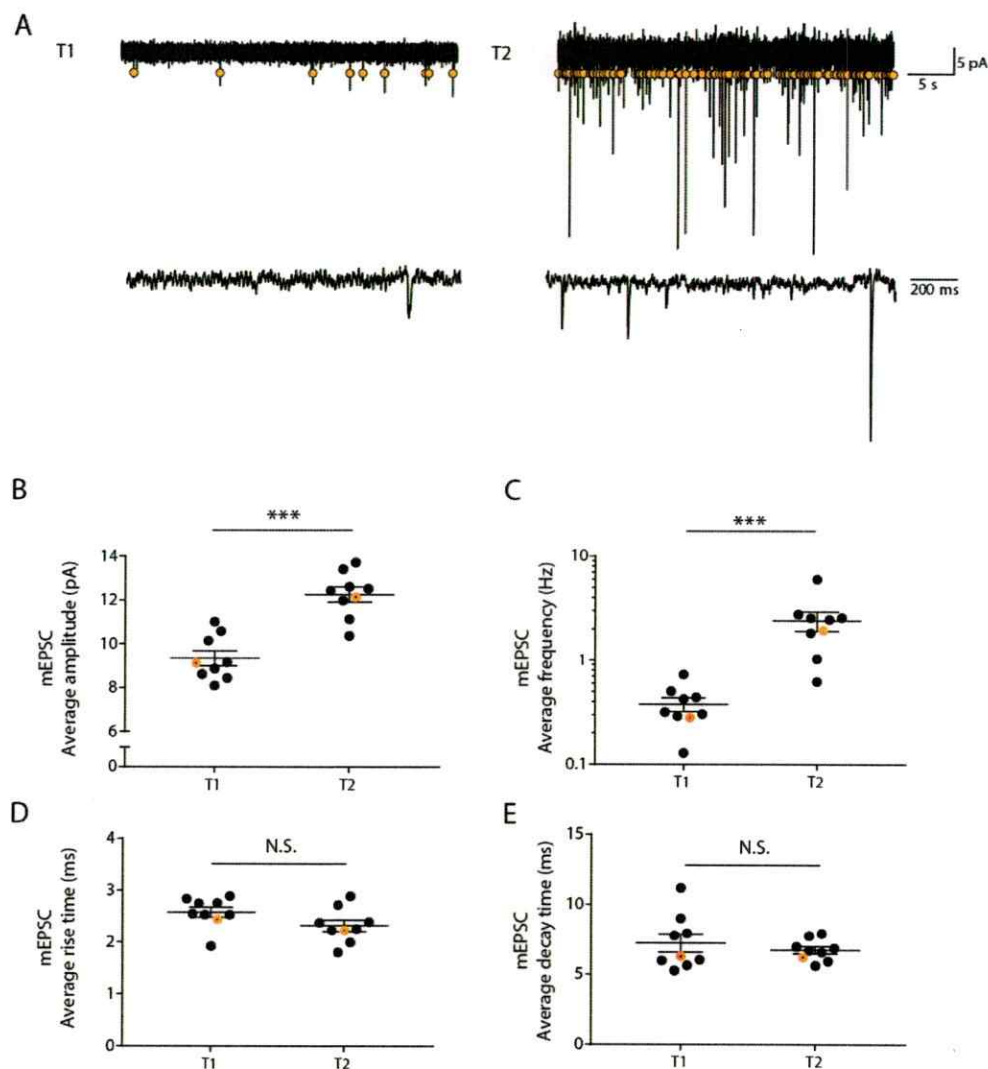 A
T1
T2
5 pA
5 s
200 ms
B
***
mEPSC
Average amplitude (pA)
14
12
10
8
6
0
T1
T2
C
***
mEPSC
Average frequency (Hz)
10
1
0.1
T1
T2
D
N.S.
mEPSC
Average rise time (ms)
4
3
2
1
0
T1
T2
E
N.S.
mEPSC
Average decay time (ms)
15
10
5
0
T1
T2